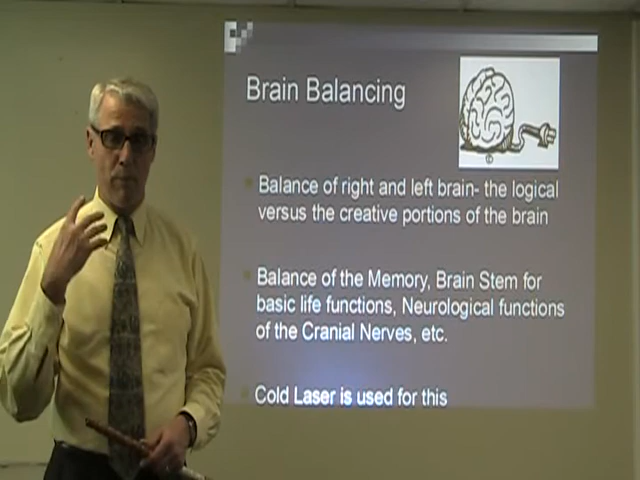 Brain Balancing
Balance of right and left brain- the logical
versus the creative portions of the brain
Balance of the Memory, Brain Stem for
basic life functions, Neurological functions
of the Cranial Nerves, etc.
Cold Laser is used for this